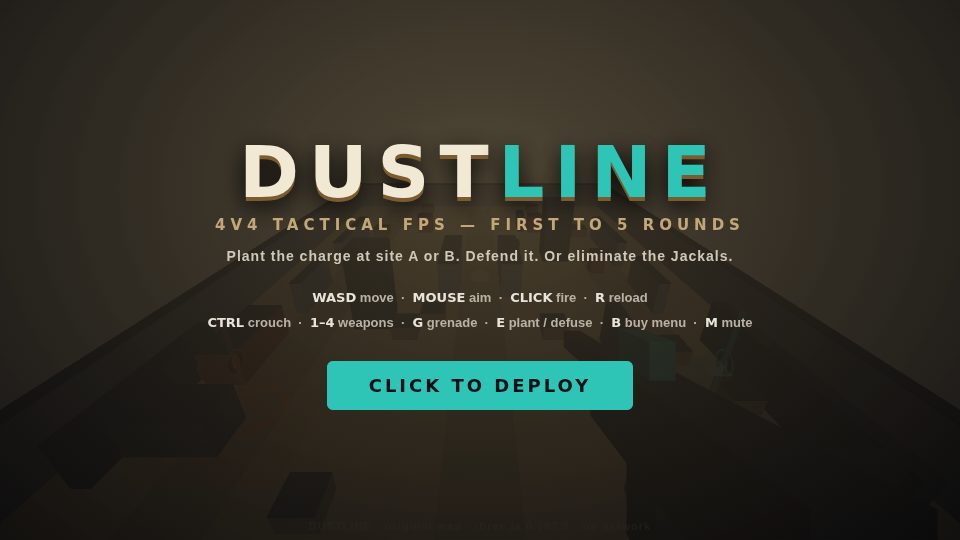 DUSTLINE
4V4 TACTICAL FPS — FIRST TO 5 ROUNDS
Plant the charge at site A or B. Defend it. Or eliminate the Jackals.
WASD move · MOUSE aim · CLICK fire · R reload
CTRL crouch · 1–4 weapons · G grenade · E plant / defuse · B buy menu · M mute
CLICK TO DEPLOY